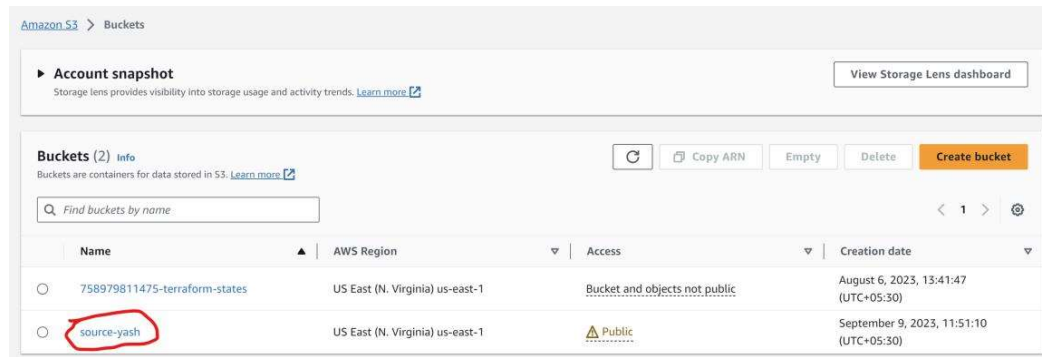 Amazon S3 > Buckets
Account snapshot
View Storage Lens dashboard
Storage lens provides visibility into storage usage and activity trends. Learn more
Buckets (2) Info
Copy ARN
Empty
Delete
Create bucket
Buckets are containers for data stored in S3. Learn more
Find buckets by name
< 1 >
Name AWS Region Access Creation date
758979811475-terraform-states US East (N. Virginia) us-east-1 Bucket and objects not public August 6, 2023, 13:41:47 (UTC+05:30)
source-yash US East (N. Virginia) us-east-1 Public September 9, 2023, 11:51:10 (UTC+05:30)